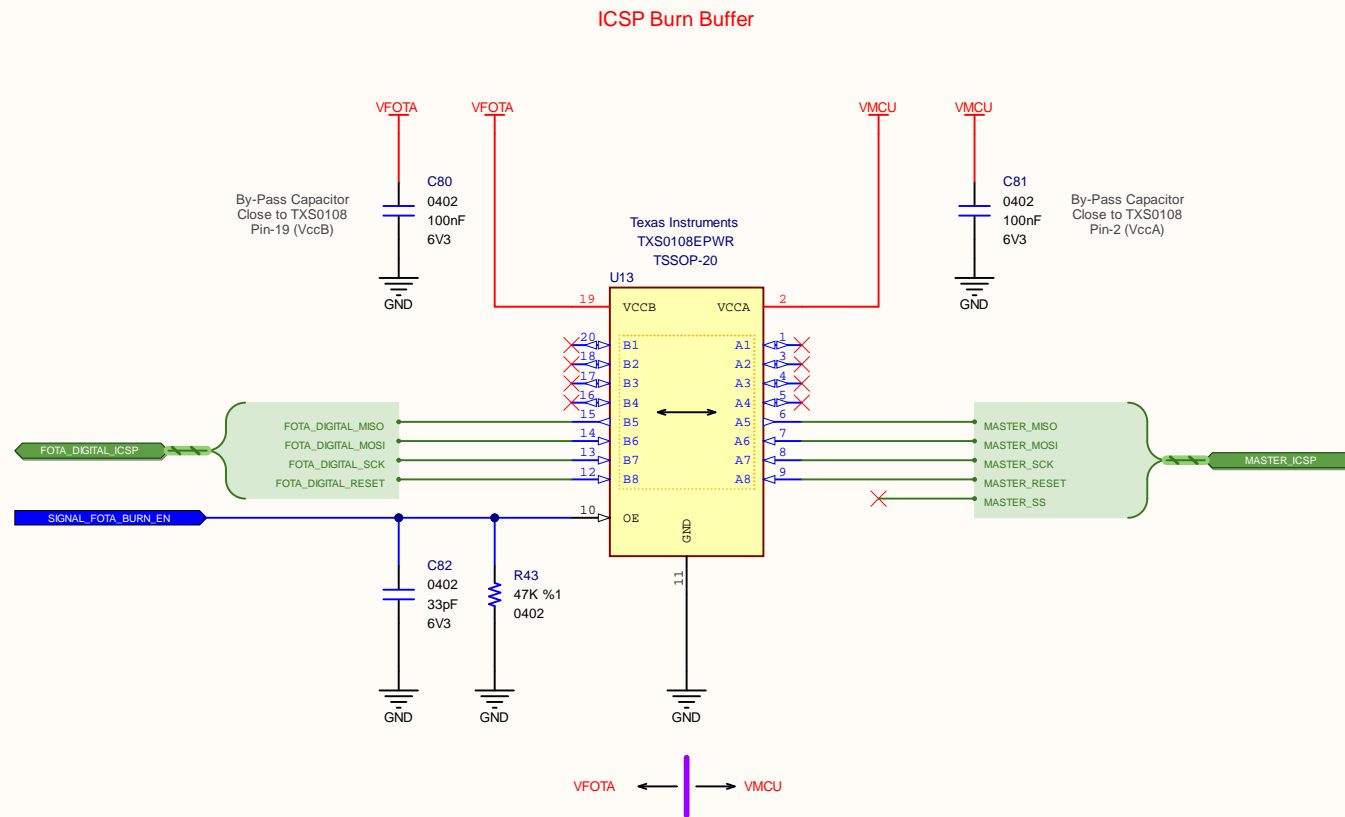 ICSP Burn Buffer
VFOTA
VFOTA
VMCU
VMCU
By-Pass Capacitor
Close to TXS0108
Pin-19 (VccB)
C80
0402
100nF
6V3
GND
Texas Instruments
TXS0108EPWR
TSSOP-20
U13
C81
0402
100nF
6V3
GND
By-Pass Capacitor
Close to TXS0108
Pin-2 (VccA)
19 VCCB VCCA 2
20 B1 A1 1
18 B2 A2 3
17 B3 A3 4
16 B4 A4 5
15 B5 A5 6
14 B6 A6 7
13 B7 A7 8
12 B8 A8 9
10 OE
GND
11
FOTA_DIGITAL_ICSP
FOTA_DIGITAL_MISO
FOTA_DIGITAL_MOSI
FOTA_DIGITAL_SCK
FOTA_DIGITAL_RESET
MASTER_MISO
MASTER_MOSI
MASTER_SCK
MASTER_RESET
MASTER_SS
MASTER_ICSP
SIGNAL_FOTA_BURN_EN
C82
0402
33pF
6V3
GND
R43
47K %1
0402
GND
GND
VFOTA VMCU